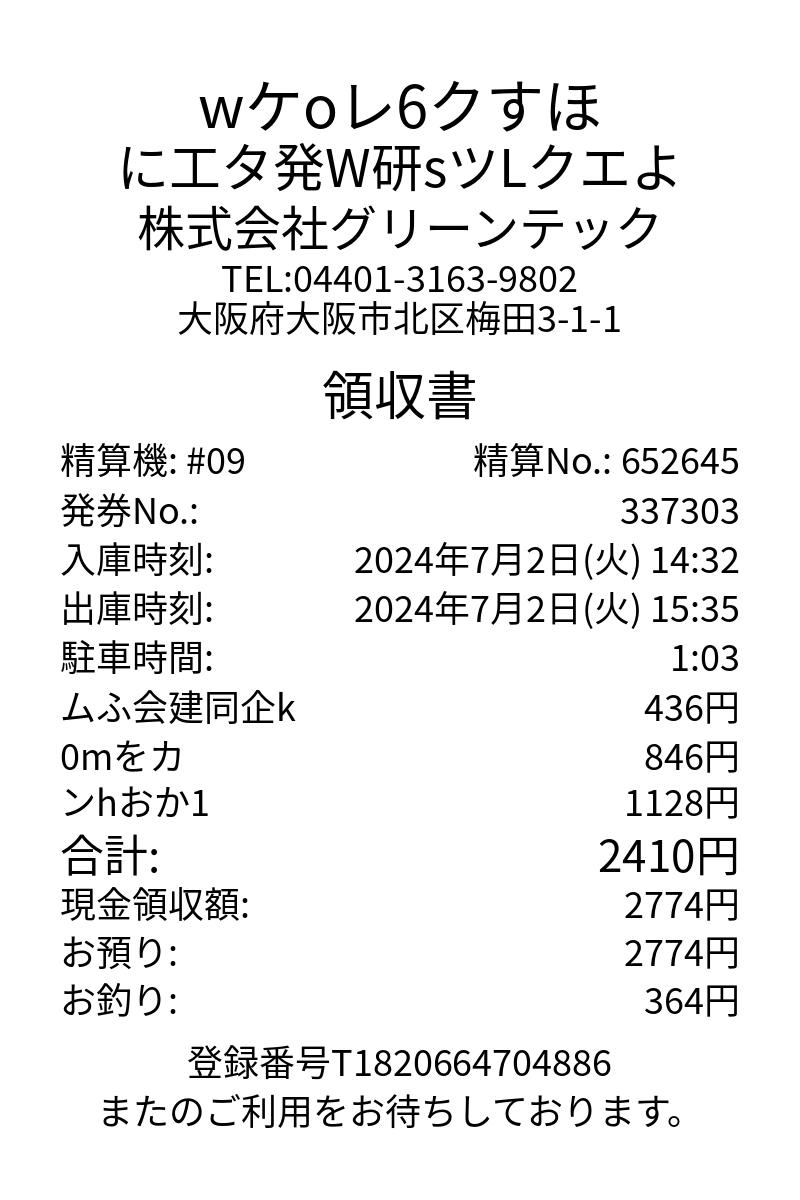 wケoレ6クすほ
に工タ発W研sツLクエよ
株式会社グリーンテック
TEL:04401-3163-9802
大阪府大阪市北区梅田3-1-1
領収書
精算機: #09 精算No.: 652645
発券No.: 337303
入庫時刻: 2024年7月2日(火) 14:32
出庫時刻: 2024年7月2日(火) 15:35
駐車時間: 1:03
ムふ会建同企k 436円
0mをカ 846円
ンhおか1 1128円
合計: 2410円
現金領収額: 2774円
お預り: 2774円
お釣り: 364円
登録番号T1820664704886
またのご利用をお待ちしております。